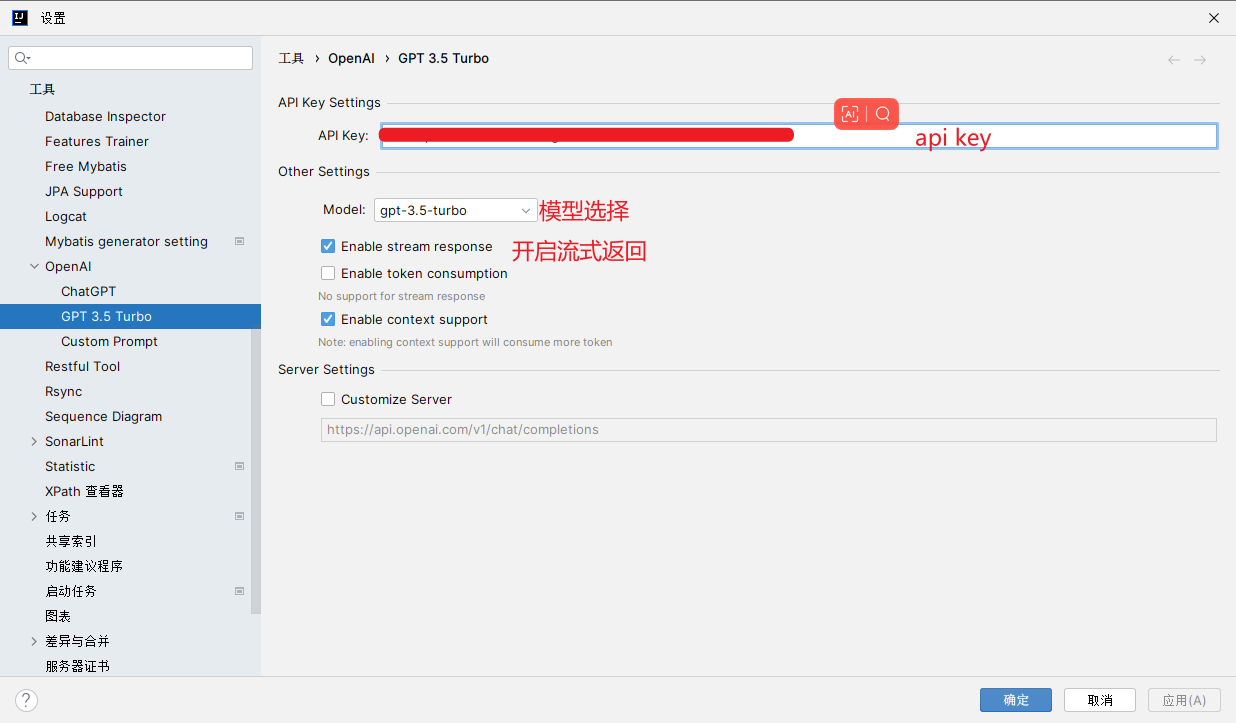 设置
工具
Database Inspector
Features Trainer
Free Mybatis
JPA Support
Logcat
Mybatis generator setting
OpenAI
ChatGPT
GPT 3.5 Turbo
Custom Prompt
Restful Tool
Rsync
Sequence Diagram
SonarLint
Statistic
XPath 查看器
任务
共享索引
功能建议程序
启动任务
图表
差异与合并
服务器证书
工具 › OpenAI › GPT 3.5 Turbo
API Key Settings
AI
API Key:
api key
Other Settings
Model: gpt-3.5-turbo 模型选择
Enable stream response 开启流式返回
Enable token consumption
No support for stream response
Enable context support
Note: enabling context support will consume more token
Server Settings
Customize Server
https://api.openai.com/v1/chat/completions
? 确定 取消 应用(A)